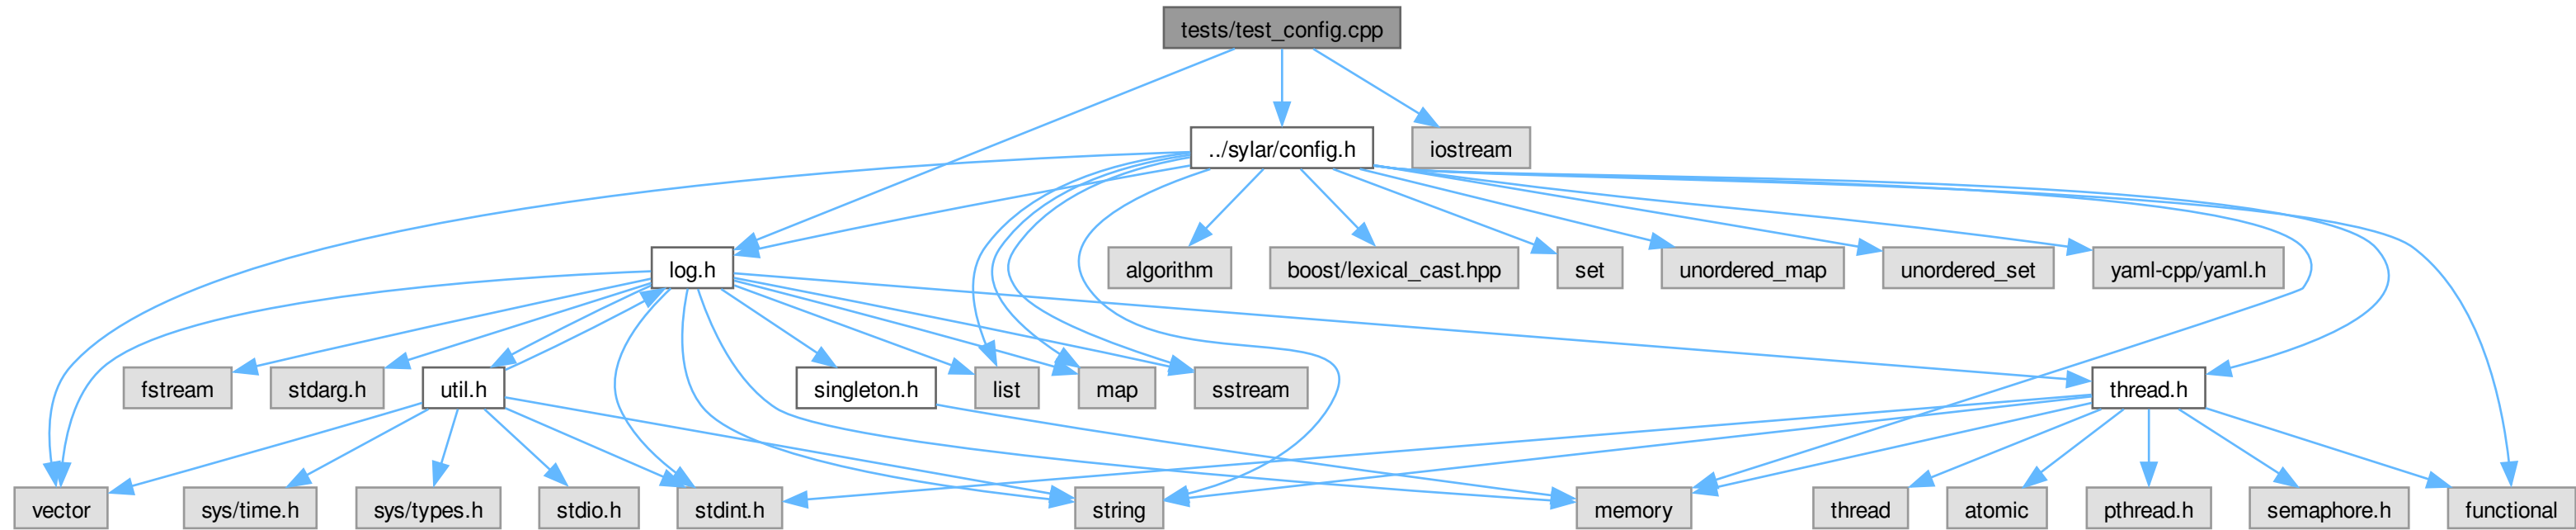 tests/test_config.cpp
../sylar/config.h
iostream
log.h
algorithm
boost/lexical_cast.hpp
set
unordered_map
unordered_set
yaml-cpp/yaml.h
fstream
stdarg.h
util.h
singleton.h
list
map
sstream
thread.h
vector
sys/time.h
sys/types.h
stdio.h
stdint.h
string
memory
thread
atomic
pthread.h
semaphore.h
functional